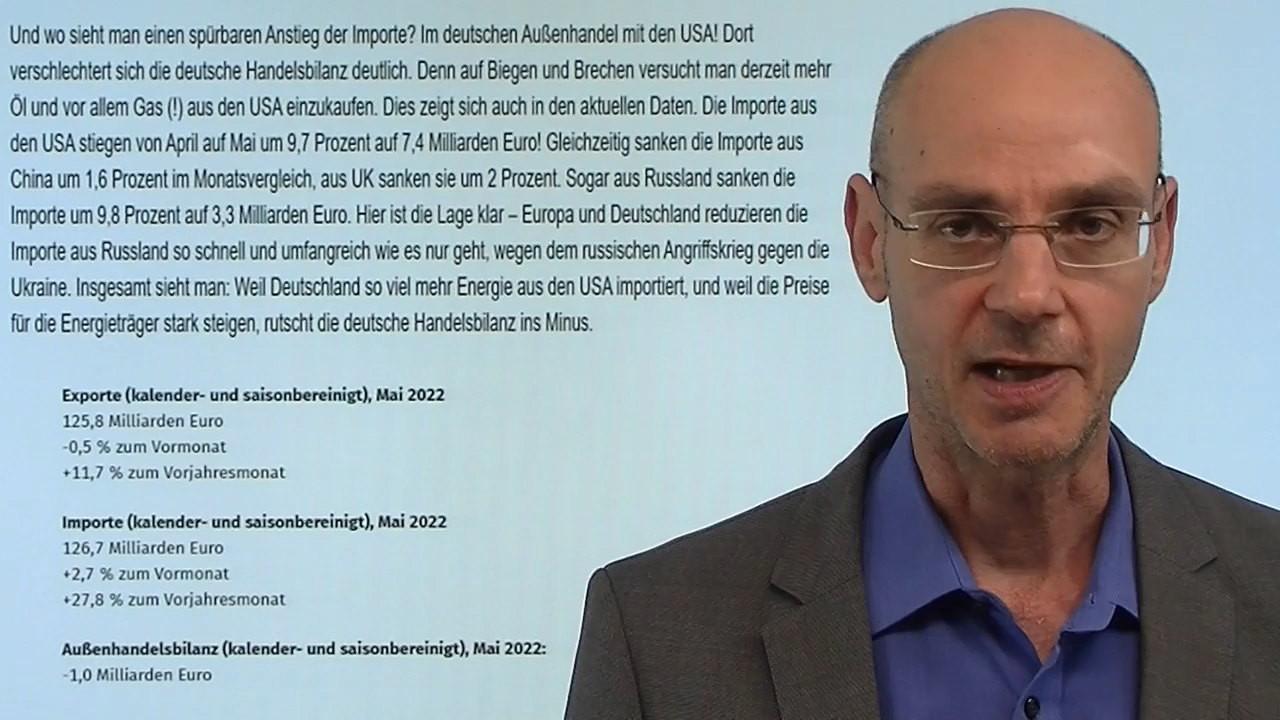 Und wo sieht man einen spürbaren Anstieg der Importe? Im deutschen Außenhandel mit den USA! Dort
verschlechtert sich die deutsche Handelsbilanz deutlich. Denn auf Biegen und Brechen versucht man derzeit mehr
Öl und vor allem Gas (!) aus den USA einzukaufen. Dies zeigt sich auch in den aktuellen Daten. Die Importe aus
den USA stiegen von April auf Mai um 9,7 Prozent auf 7,4 Milliarden Euro! Gleichzeitig sanken die Importe aus
China um 1,6 Prozent im Monatsvergleich, aus UK sanken sie um 2 Prozent. Sogar aus Russland sanken die
Importe um 9,8 Prozent auf 3,3 Milliarden Euro. Hier ist die Lage klar – Europa und Deutschland reduzieren die
Importe aus Russland so schnell und umfangreich wie es nur geht, wegen dem russischen Angriffskrieg gegen die
Ukraine. Insgesamt sieht man: Weil Deutschland so viel mehr Energie aus den USA importiert, und weil die Preise
für die Energieträger stark steigen, rutscht die deutsche Handelsbilanz ins Minus.
Exporte (kalender- und saisonbereinigt), Mai 2022
125,8 Milliarden Euro
-0,5 % zum Vormonat
+11,7 % zum Vorjahresmonat
Importe (kalender- und saisonbereinigt), Mai 2022
126,7 Milliarden Euro
+2,7 % zum Vormonat
+27,8 % zum Vorjahresmonat
Außenhandelsbilanz (kalender- und saisonbereinigt), Mai 2022:
-1,0 Milliarden Euro